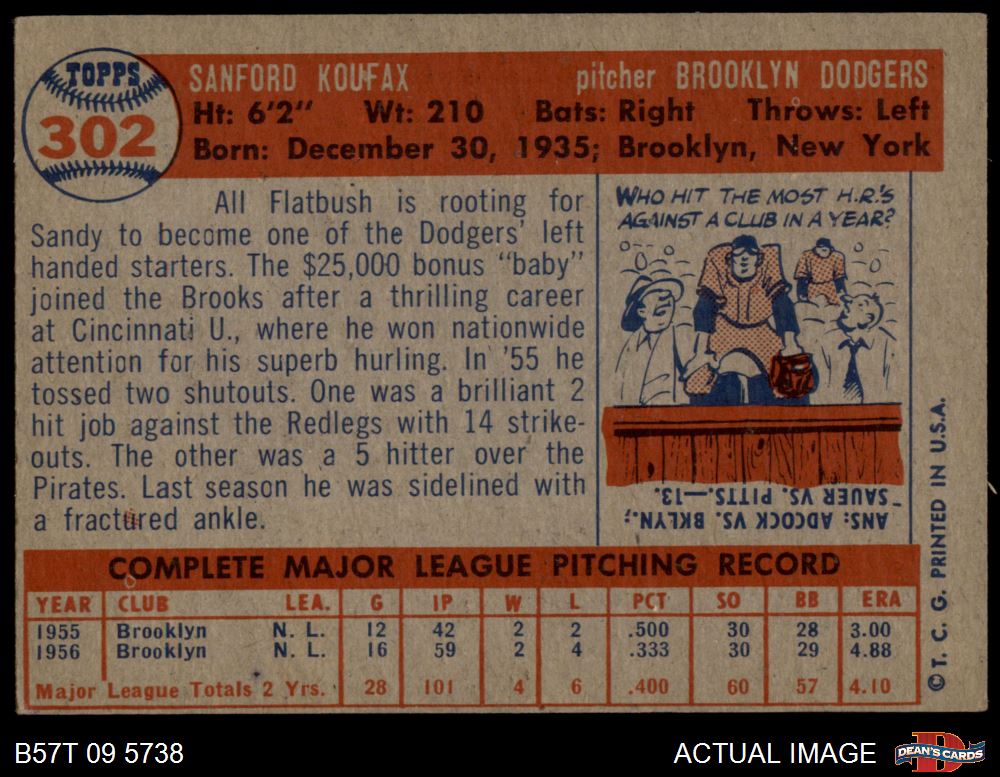 TOPPS
302
SANFORD KOUFAX pitcher BROOKLYN DODGERS
Ht: 6'2" Wt: 210 Bats: Right Throws: Left
Born: December 30, 1935; Brooklyn, New York
All Flatbush is rooting for
Sandy to become one of the Dodgers' left
handed starters. The $25,000 bonus "baby"
joined the Brooks after a thrilling career
at Cincinnati U., where he won nationwide
attention for his superb hurling. In '55 he
tossed two shutouts. One was a brilliant 2
hit job against the Redlegs with 14 strike-
outs. The other was a 5 hitter over the
Pirates. Last season he was sidelined with
a fractured ankle.
WHO HIT THE MOST H.R.'S
AGAINST A CLUB IN A YEAR?
ANS: ADCOCK VS. BKLYN.;
SAUER VS. PITTS.—13.
COMPLETE MAJOR LEAGUE PITCHING RECORD
YEAR CLUB LEA. G IP W L PCT SO BB ERA
1955 Brooklyn N. L. 12 42 2 2 .500 30 28 3.00
1956 Brooklyn N. L. 16 59 2 4 .333 30 29 4.88
Major League Totals 2 Yrs. 28 101 4 6 .400 60 57 4.10
© T. C. G. PRINTED IN U.S.A.
B57T 09 5738 ACTUAL IMAGE
DEAN'S CARDS